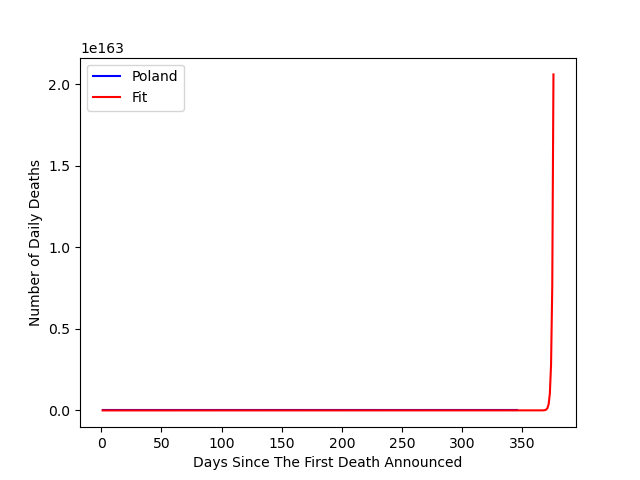 1e163
Poland
Fit
2.0
1.5
1.0
0.5
0.0
Number of Daily Deaths
0 50 100 150 200 250 300 350
Days Since The First Death Announced